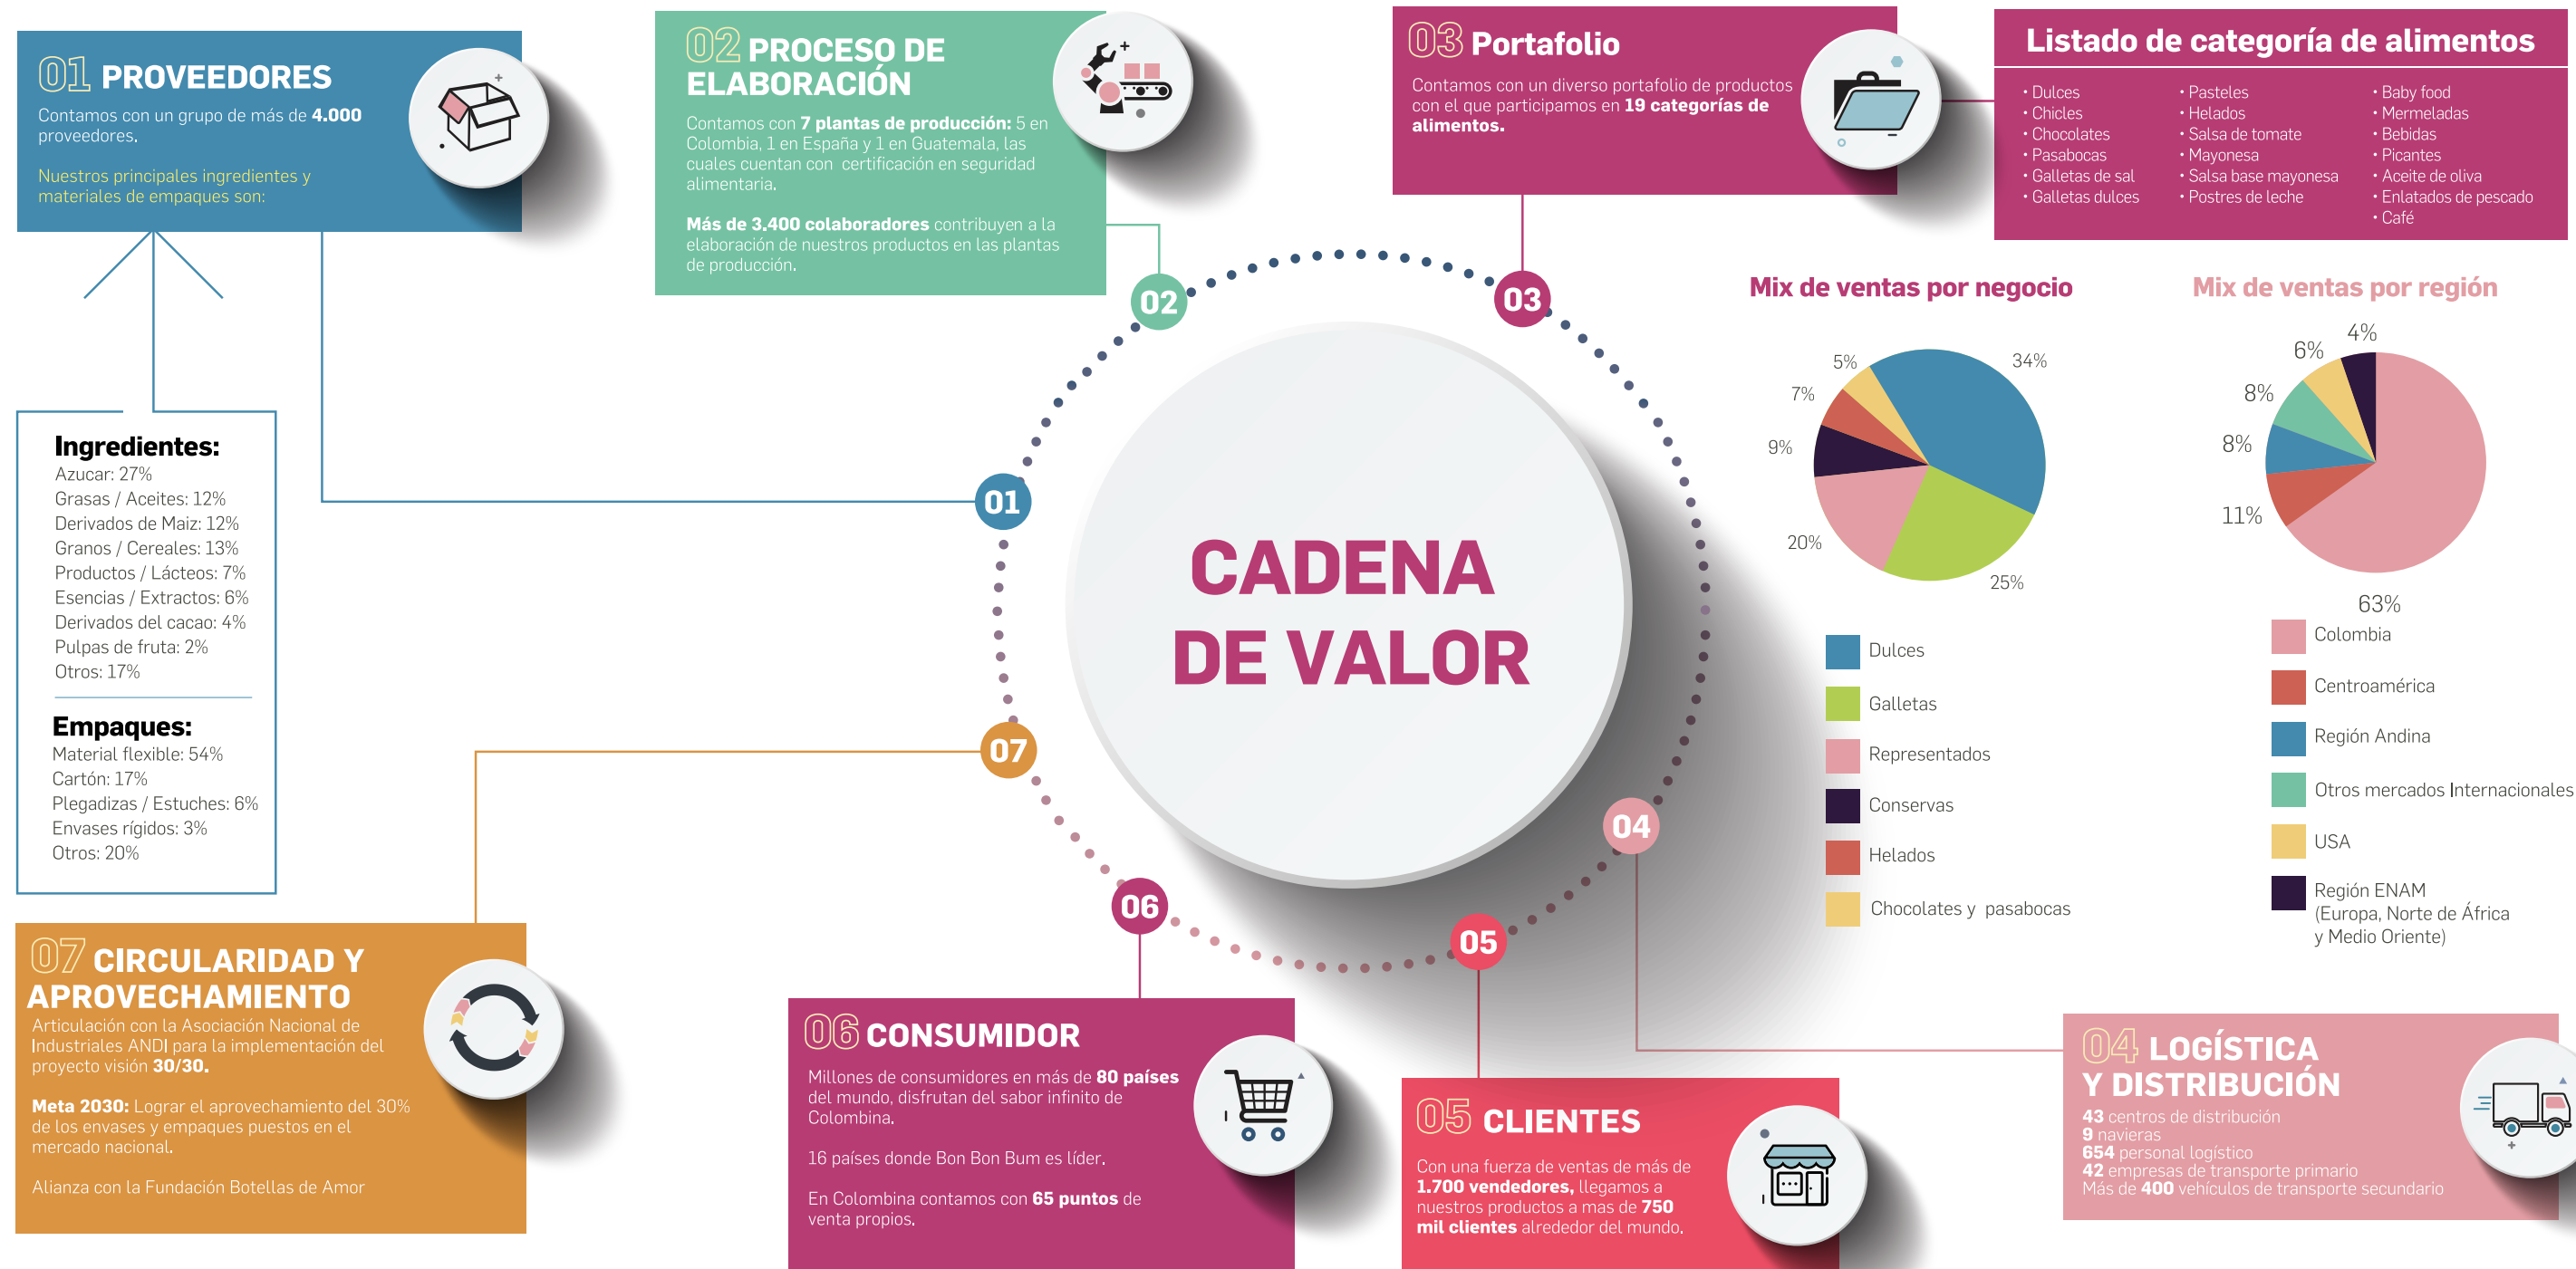 01 PROVEEDORES
Contamos con un grupo de más de 4.000
proveedores.
Nuestros principales ingredientes y
materiales de empaques son:
Ingredientes:
Azucar: 27%
Grasas / Aceites: 12%
Derivados de Maiz: 12%
Granos / Cereales: 13%
Productos / Lácteos: 7%
Esencias / Extractos: 6%
Derivados del cacao: 4%
Pulpas de fruta: 2%
Otros: 17%
Empaques:
Material flexible: 54%
Cartón: 17%
Plegadizas / Estuches: 6%
Envases rígidos: 3%
Otros: 20%
02 PROCESO DE
ELABORACIÓN
Contamos con 7 plantas de producción: 5 en
Colombia, 1 en España y 1 en Guatemala, las
cuales cuentan con certificación en seguridad
alimentaria.
Más de 3.400 colaboradores contribuyen a la
elaboración de nuestros productos en las plantas
de producción.
03 Portafolio
Contamos con un diverso portafolio de productos
con el que participamos en 19 categorías de
alimentos.
Listado de categoría de alimentos
• Dulces
• Chicles
• Chocolates
• Pasabocas
• Galletas de sal
• Galletas dulces
• Pasteles
• Helados
• Salsa de tomate
• Mayonesa
• Salsa base mayonesa
• Postres de leche
• Baby food
• Mermeladas
• Bebidas
• Picantes
• Aceite de oliva
• Enlatados de pescado
• Café
Mix de ventas por negocio
34%
25%
20%
9%
7%
5%
Dulces
Galletas
Representados
Conservas
Helados
Chocolates y pasabocas
Mix de ventas por región
4%
6%
8%
8%
11%
63%
Colombia
Centroamérica
Región Andina
Otros mercados Internacionales
USA
Región ENAM
(Europa, Norte de África
y Medio Oriente)
CADENA
DE VALOR
01
02
03
04
05
06
07
04 LOGÍSTICA
Y DISTRIBUCIÓN
43 centros de distribución
9 navieras
654 personal logístico
42 empresas de transporte primario
Más de 400 vehículos de transporte secundario
05 CLIENTES
Con una fuerza de ventas de más de
1.700 vendedores, llegamos a
nuestros productos a mas de 750
mil clientes alrededor del mundo.
06 CONSUMIDOR
Millones de consumidores en más de 80 países
del mundo, disfrutan del sabor infinito de
Colombina.
16 países donde Bon Bon Bum es líder.
En Colombina contamos con 65 puntos de
venta propios.
07 CIRCULARIDAD Y
APROVECHAMIENTO
Articulación con la Asociación Nacional de
Industriales ANDI para la implementación del
proyecto visión 30/30.
Meta 2030: Lograr el aprovechamiento del 30%
de los envases y empaques puestos en el
mercado nacional.
Alianza con la Fundación Botellas de Amor